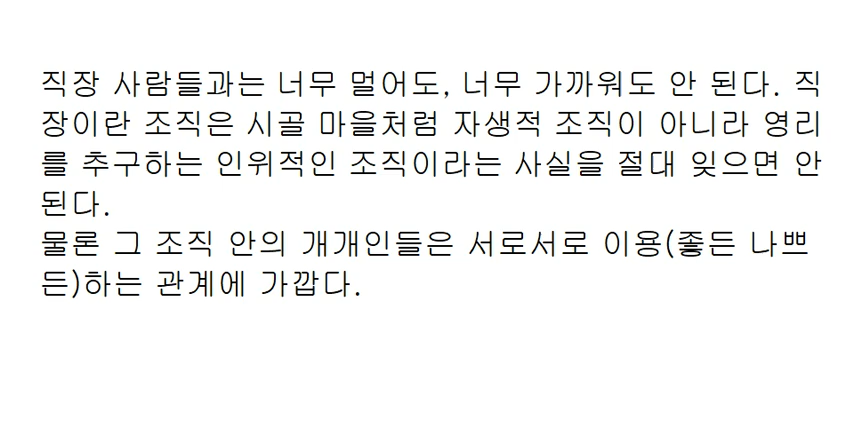 직장 사람들과는 너무 멀어도, 너무 가까워도 안 된다. 직
장이란 조직은 시골 마을처럼 자생적 조직이 아니라 영리
를 추구하는 인위적인 조직이라는 사실을 절대 잊으면 안
된다.
물론 그 조직 안의 개개인들은 서로서로 이용(좋든 나쁘
든)하는 관계에 가깝다.